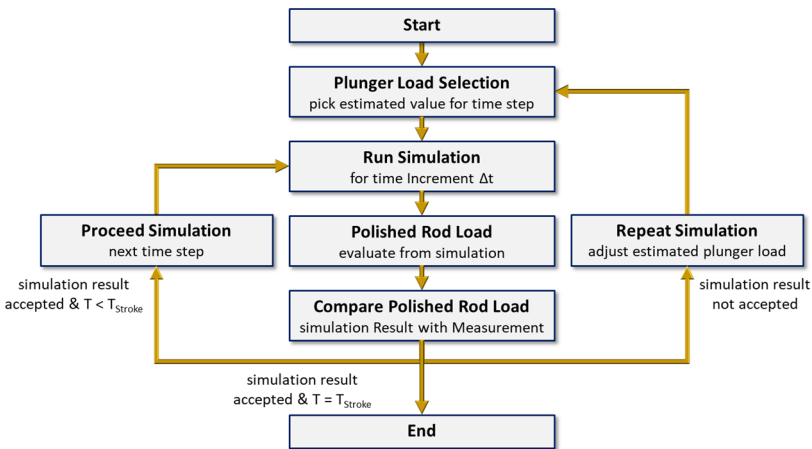 Start
Plunger Load Selection
pick estimated value for time step
Run Simulation
for time Increment Δt
Proceed Simulation
next time step
Polished Rod Load
evaluate from simulation
Repeat Simulation
adjust estimated plunger load
simulation result
accepted & T < T_Stroke
simulation result
not accepted
Compare Polished Rod Load
simulation Result with Measurement
simulation result
accepted & T = T_Stroke
End